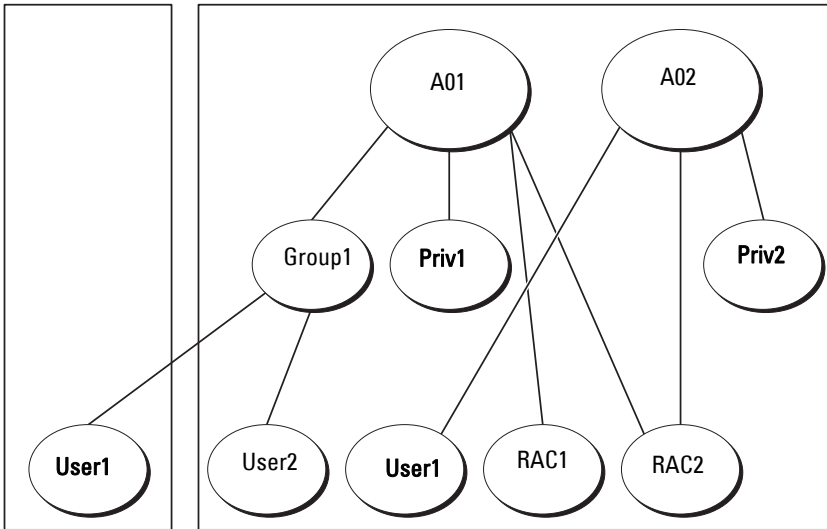 A01
A02
Group1
Priv1
Priv2
User1
User2
User1
RAC1
RAC2